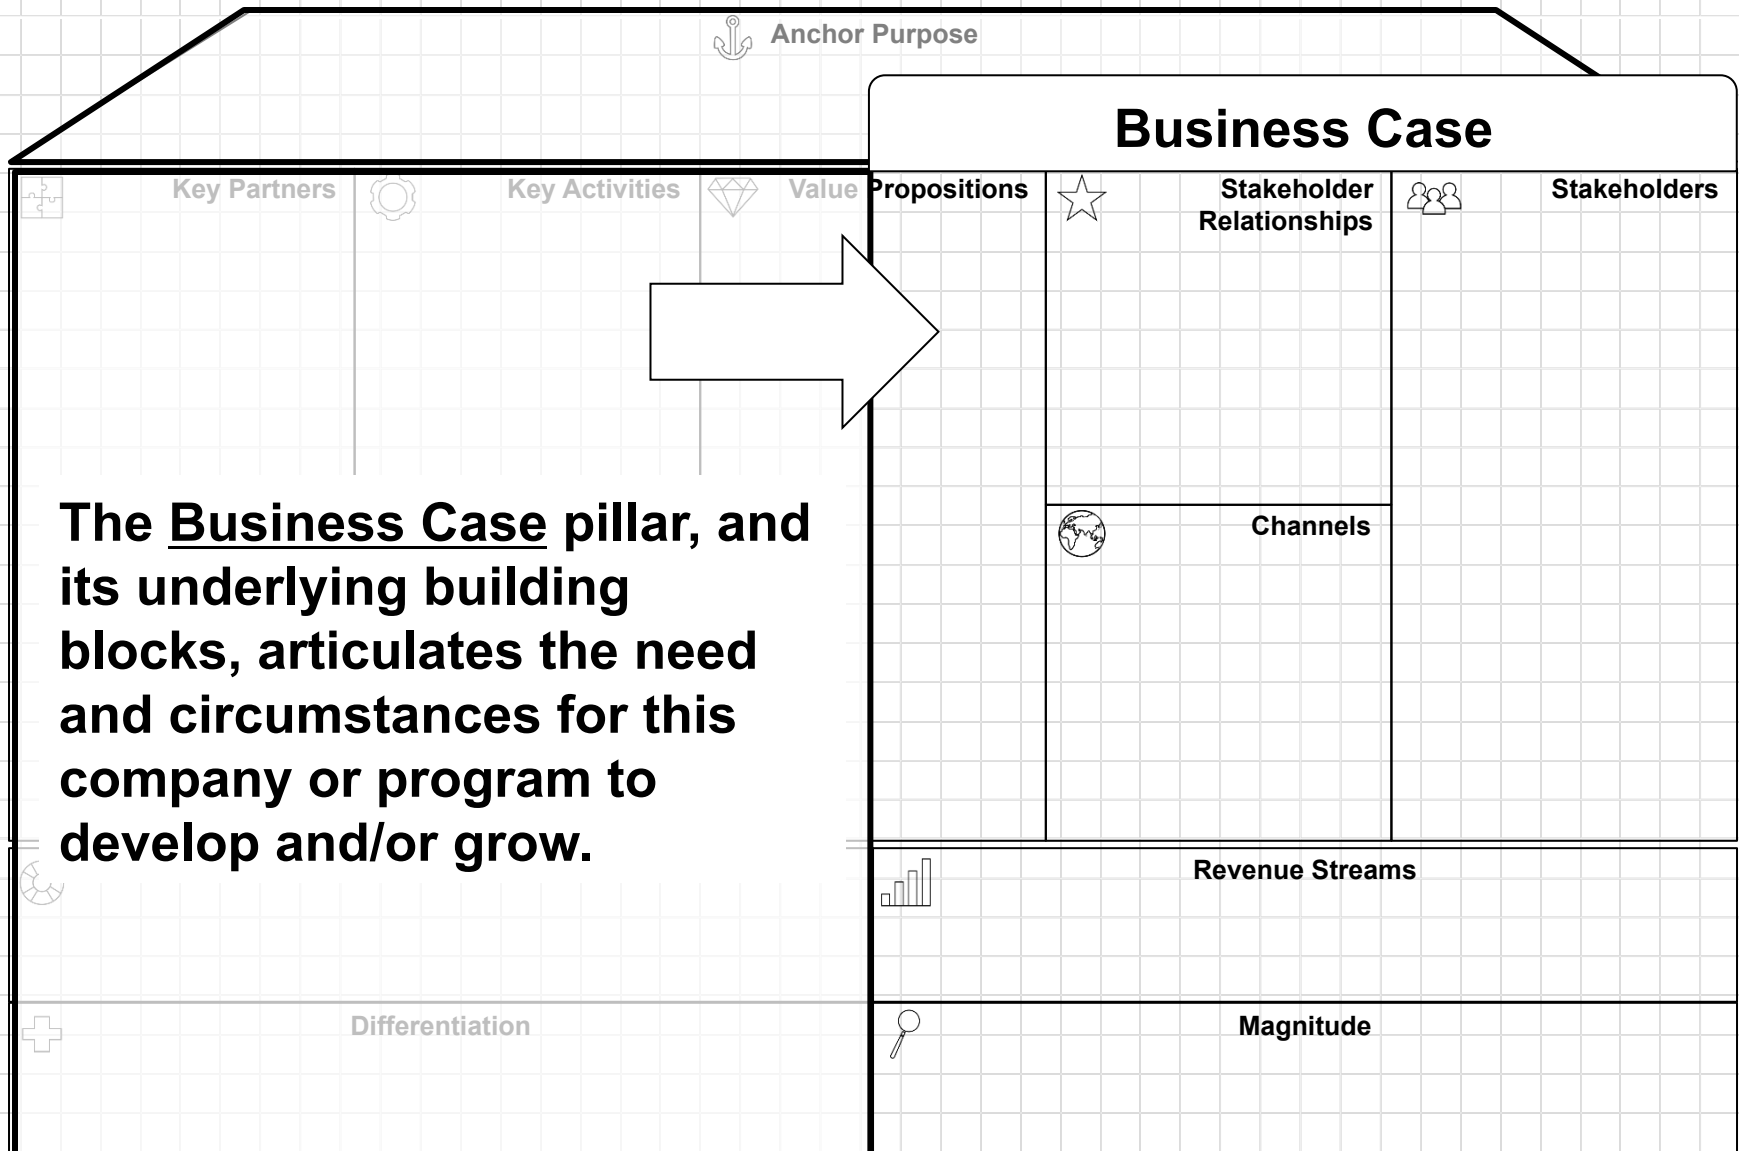 Anchor Purpose
Business Case
Key Partners
Key Activities
Value Propositions
Stakeholder
Relationships
Stakeholders
The Business Case pillar, and
its underlying building
blocks, articulates the need
and circumstances for this
company or program to
develop and/or grow.
Channels
Revenue Streams
Differentiation
Magnitude